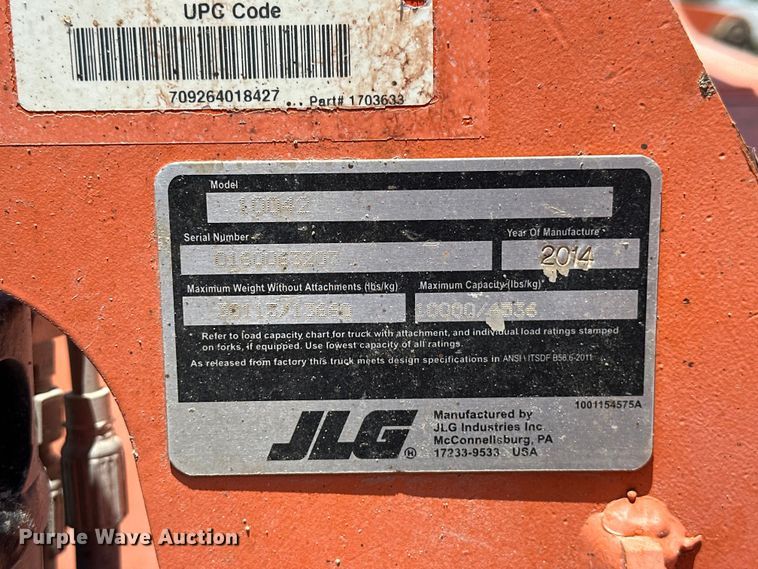 UPC Code
709264018427
Part# 1703633
Model
10042
Serial Number
Year Of Manufacture
2014
Maximum Weight Without Attachments (lbs/kg)
Maximum Capacity (lbs/kg)
10000/4536
Refer to load capacity chart for truck with attachment, and individual load ratings stamped
on forks, if equipped. Use lowest capacity of all ratings.
As released from factory this truck meets design specifications in ANSI \ ITSDF B56.6-2011
1001154575A
JLG
Manufactured by
JLG Industries Inc.
McConnellsburg, PA
17233-9533 USA
Purple Wave Auction